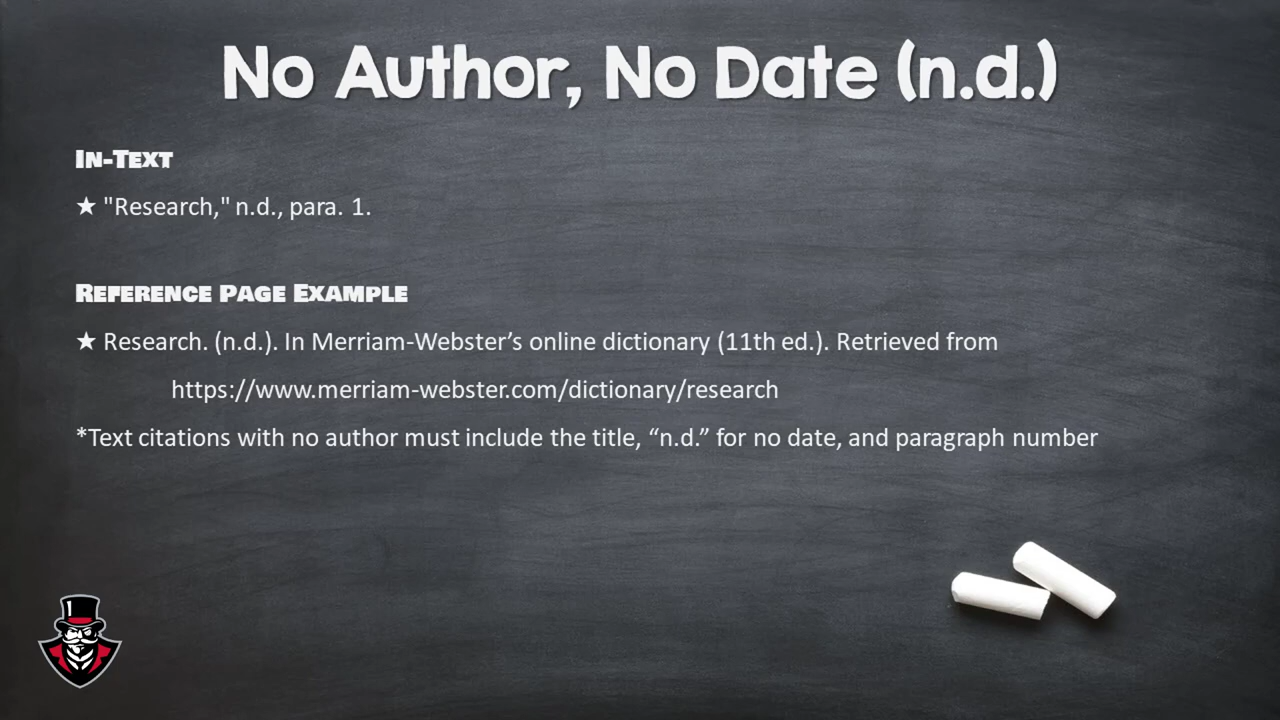 No Author, No Date (n.d.)
In-Text
★ "Research," n.d., para. 1.
Reference Page Example
★ Research. (n.d.). In Merriam-Webster’s online dictionary (11th ed.). Retrieved from
https://www.merriam-webster.com/dictionary/research
*Text citations with no author must include the title, “n.d.” for no date, and paragraph number